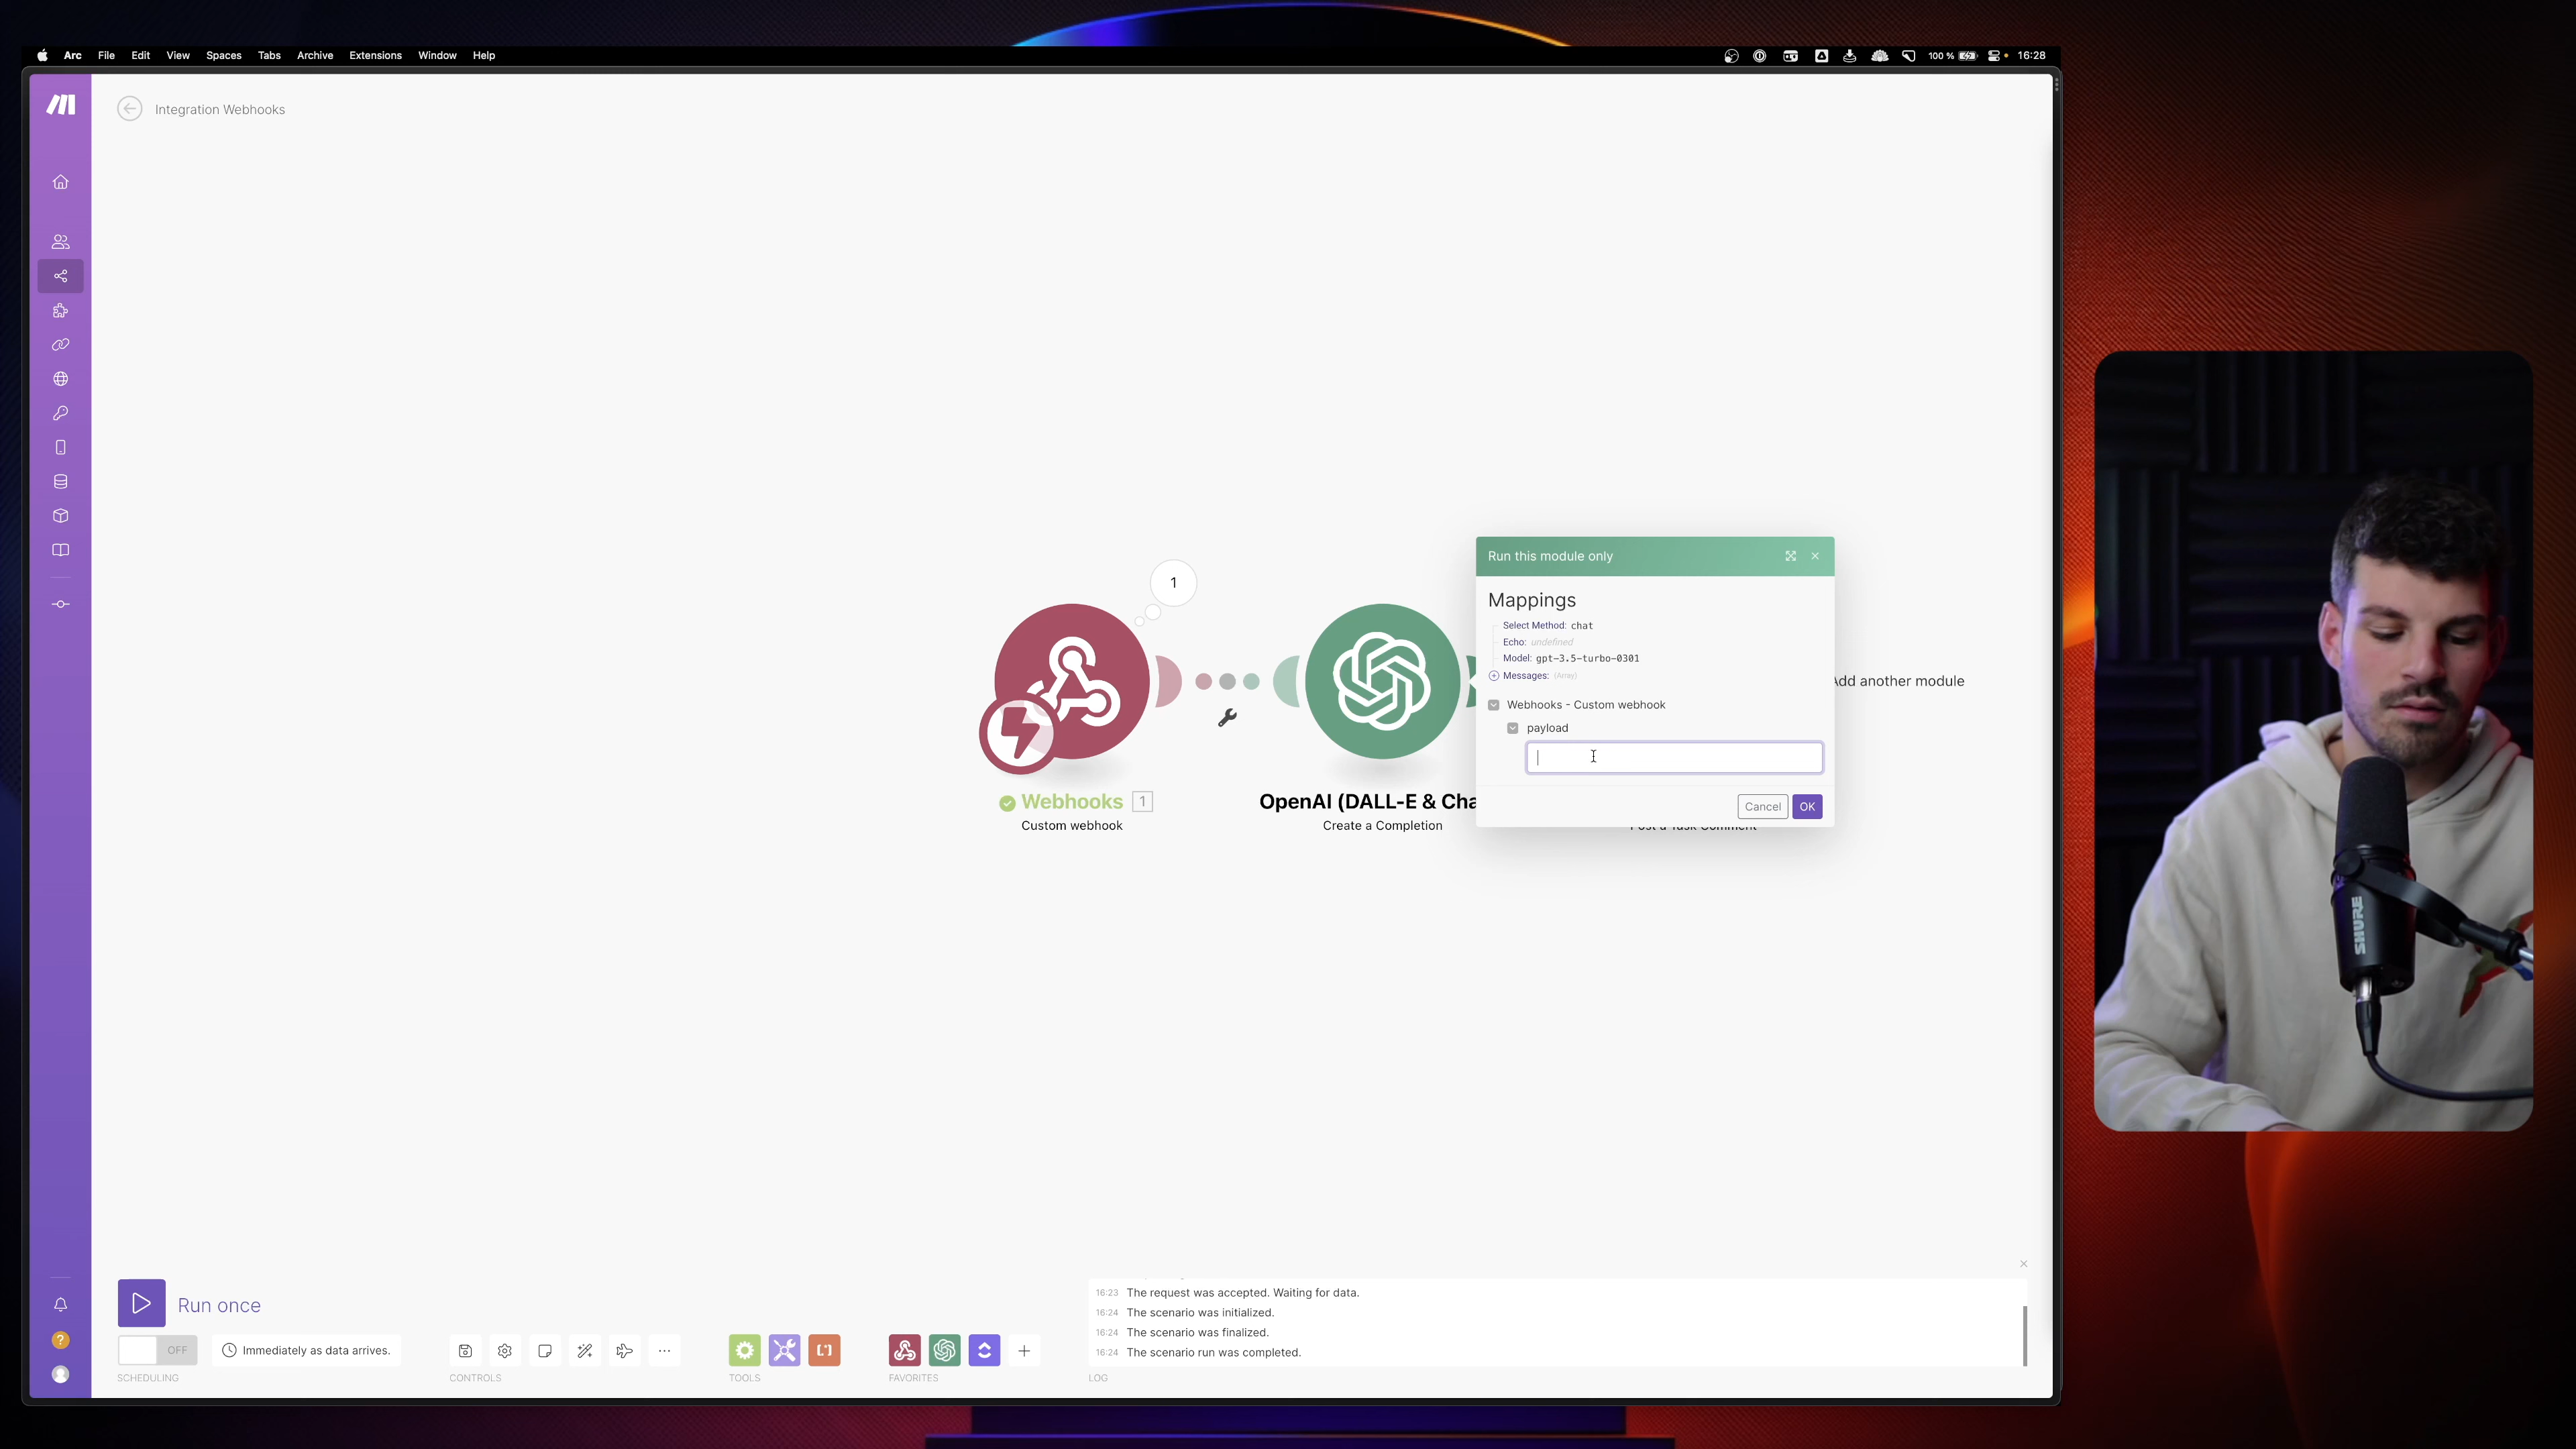 Arc File Edit View Spaces Tabs Archive Extensions Window Help 100 % 16:28
Integration Webhooks
1
Run this module only
Mappings
Select Method: chat
Echo: undefined
Model: gpt-3.5-turbo-0301
Messages: (Array)
Webhooks - Custom webhook
payload
Cancel OK
Add another module
Webhooks 1
Custom webhook
OpenAI (DALL-E & Cha
Create a Completion
Post a Task Comment
SHURE
Run once
OFF
Immediately as data arrives.
SCHEDULING
CONTROLS
TOOLS
FAVORITES
16:23 The request was accepted. Waiting for data.
16:24 The scenario was initialized.
16:24 The scenario was finalized.
16:24 The scenario run was completed.
LOG